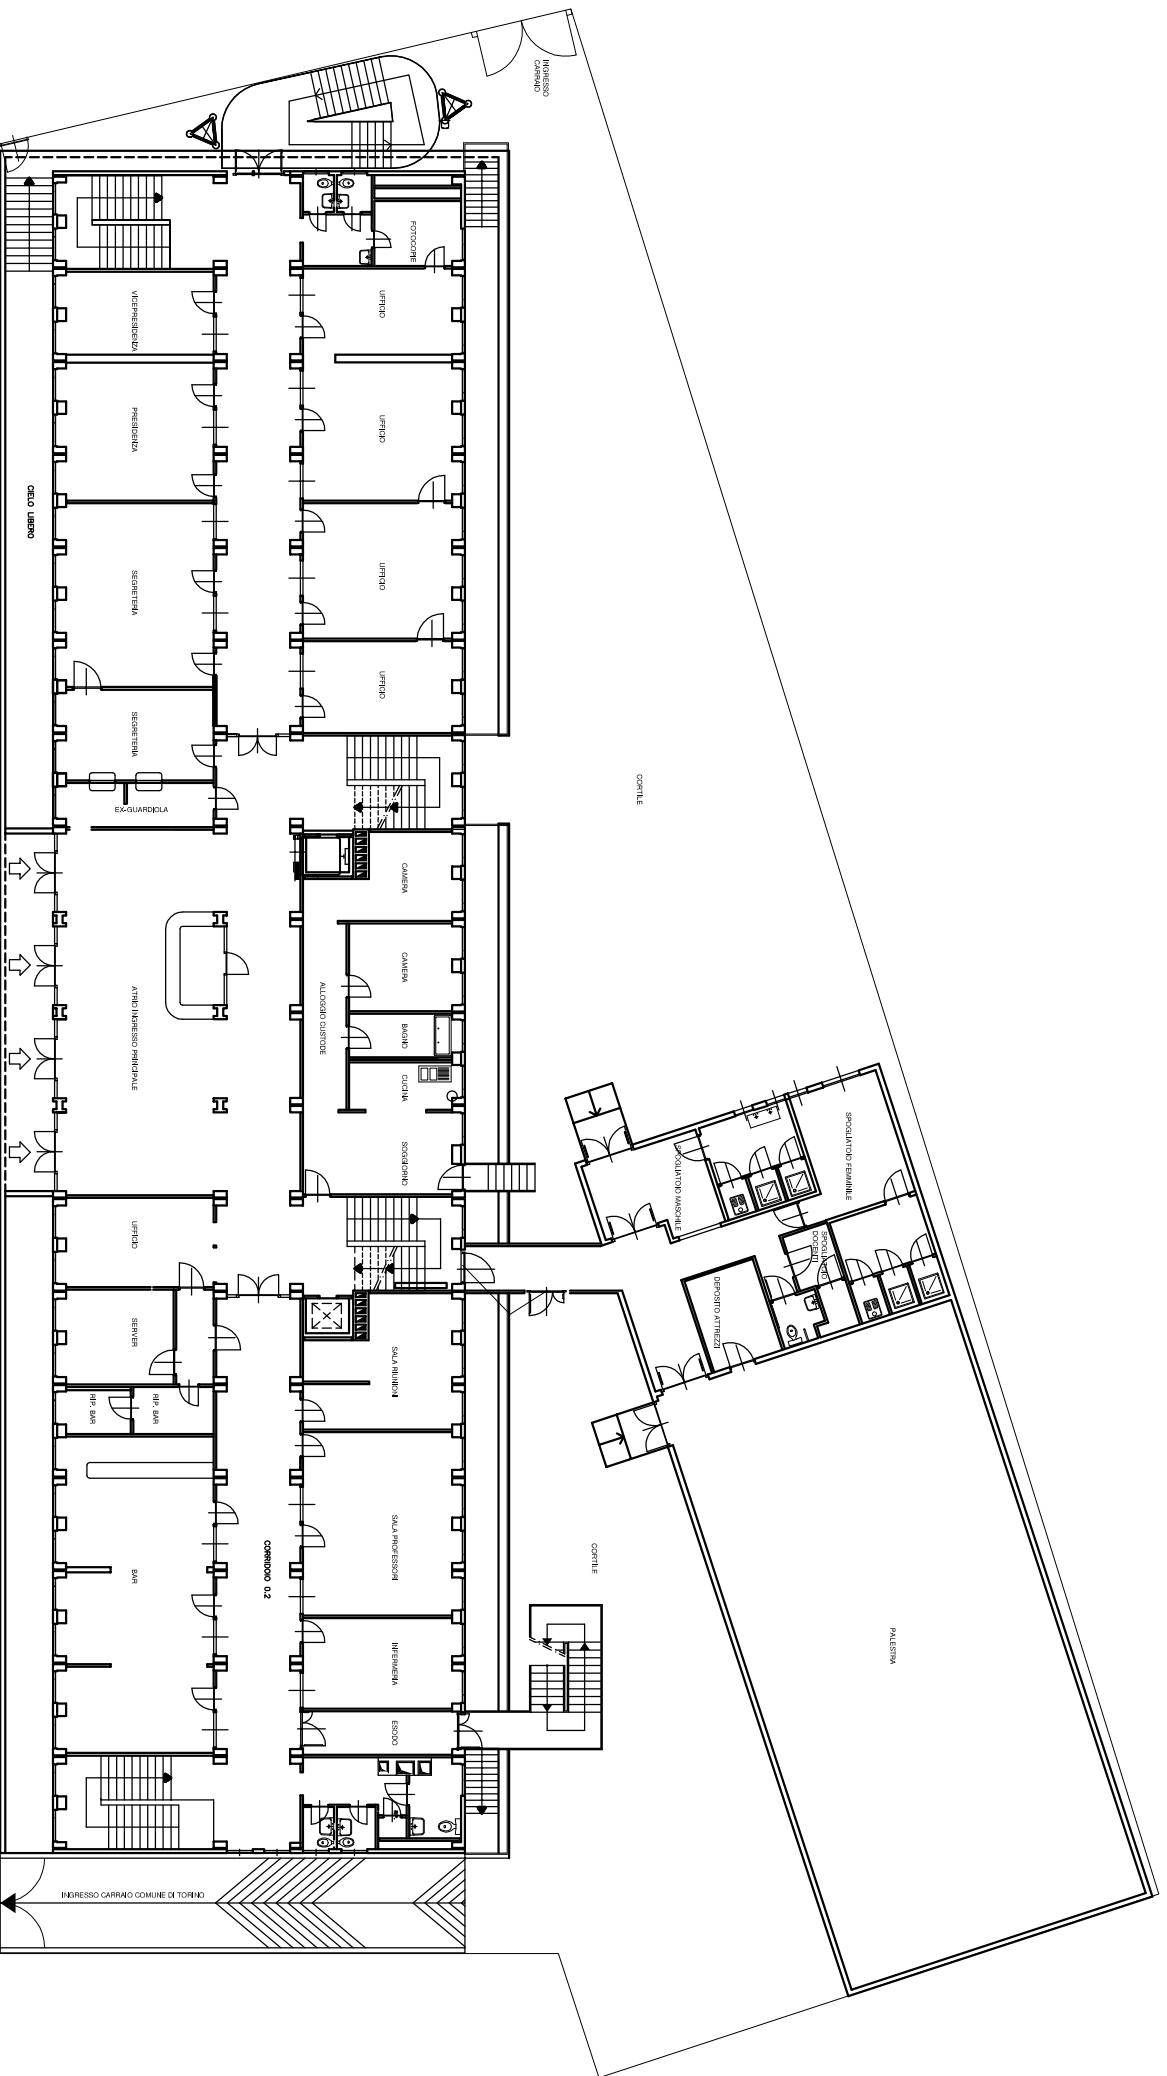 INGRESSO
CARRAIO
FOTOCOPIE
VICEPRESIDENZA
UFFICIO
PRESIDENZA
UFFICIO
CIELO LIBERO
SEGRETERIA
UFFICIO
SEGRETERIA
UFFICIO
EX-GUARDIOLA
CORTILE
CAMERA
CAMERA
ALLOGGIO CUSTODE
BAGNO
ATRIO INGRESSO PRINCIPALE
CUCINA
SOGGIORNO
SPOGLIATOIO FEMMINILE
SPOGLIATOIO MASCHILE
SPOGLIATOIO
DOCENTI
DEPOSITO ATTREZZI
UFFICIO
SERVER
SALA RIUNIONI
RIP. BAR
RIP. BAR
SALA PROFESSORI
CORRIDOIO 0.2
BAR
CORTILE
PALESTRA
INFERMERIA
ESODO
INGRESSO CARRAIO COMUNE DI TORINO